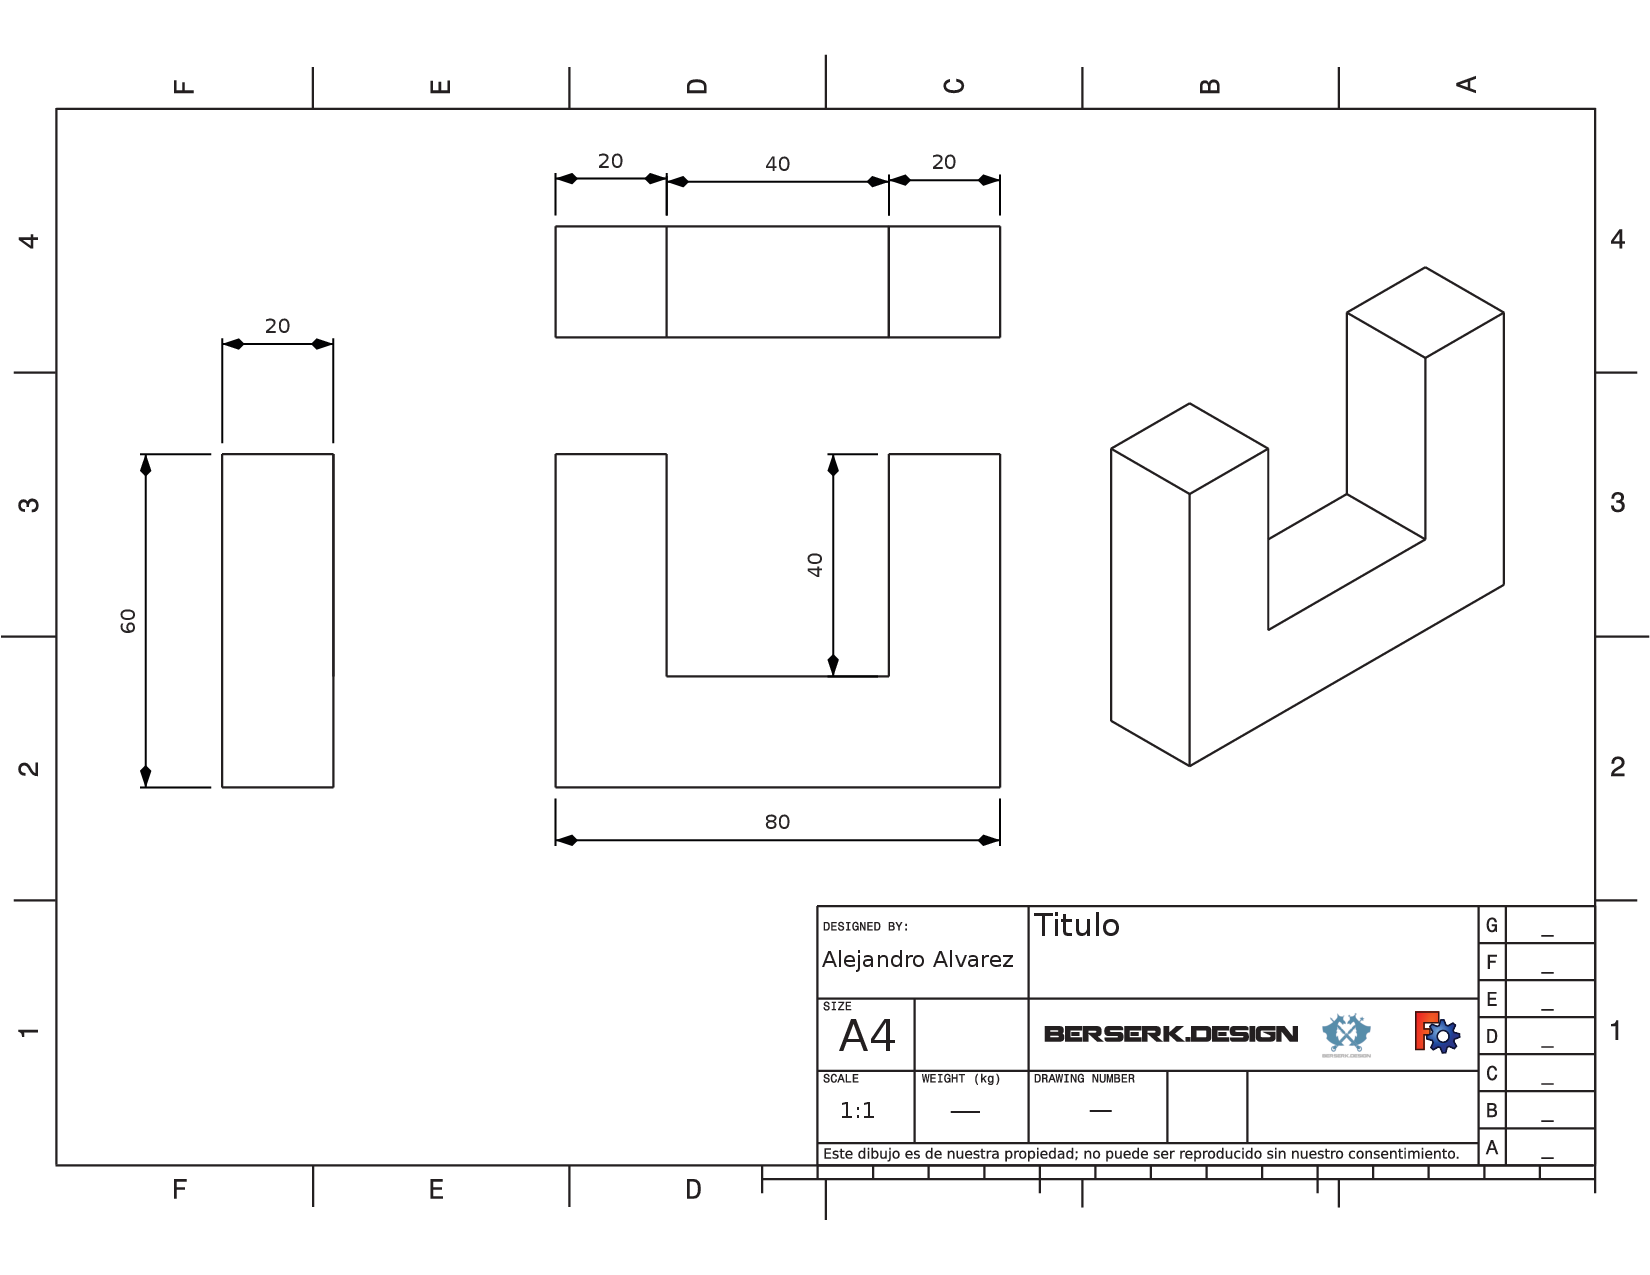 F E D C B A
20 40 20
4 4
20
3 3
40
60
2 2
80
DESIGNED BY:
Alejandro Alvarez
Titulo
G _
F _
E _
SIZE
A4
BERSERK.DESIGN
BERSERK.DESIGN
D _
1 1
SCALE
1:1
WEIGHT (kg)
—
DRAWING NUMBER
—
C _
B _
A _
Este dibujo es de nuestra propiedad; no puede ser reproducido sin nuestro consentimiento.
F E D